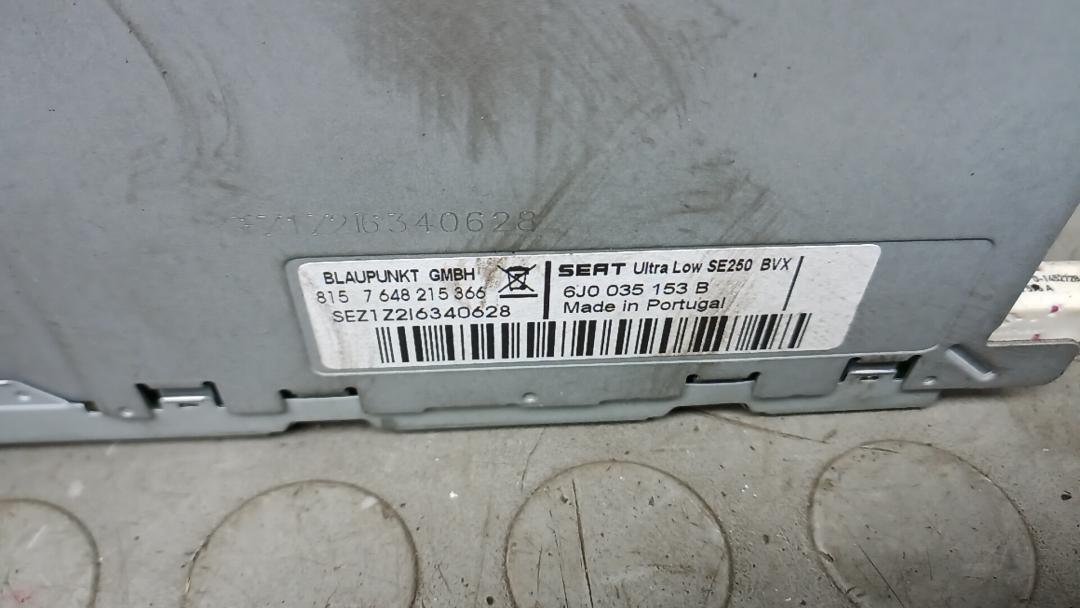 Z1Z2I6340628
BLAUPUNKT GMBH
815 7 648 215 366
SEZ1Z2I6340628
SEAT Ultra Low SE250 BVX
6J0 035 153 B
Made in Portugal